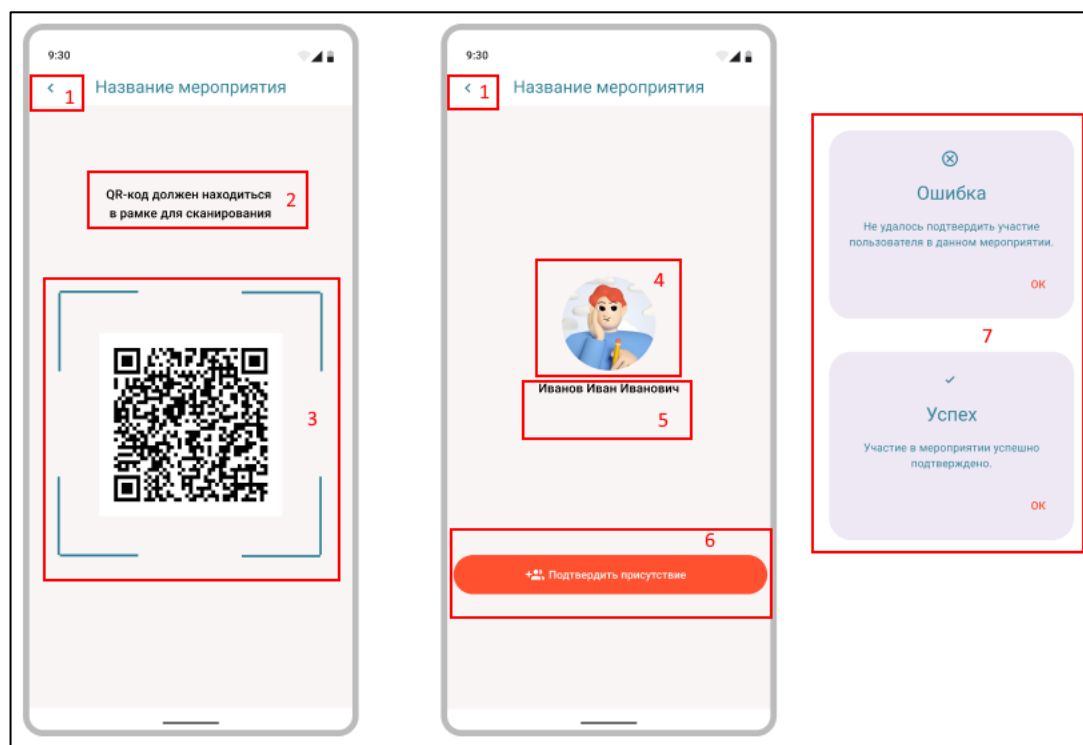 9:30
< 1 Название мероприятия
QR-код должен находиться
в рамке для сканирования
2
3
9:30
< 1 Название мероприятия
4
Иванов Иван Иванович
5
6
Подтвердить присутствие
Ошибка
Не удалось подтвердить участие
пользователя в данном мероприятии.
ОК
7
Успех
Участие в мероприятии успешно
подтверждено.
ОК